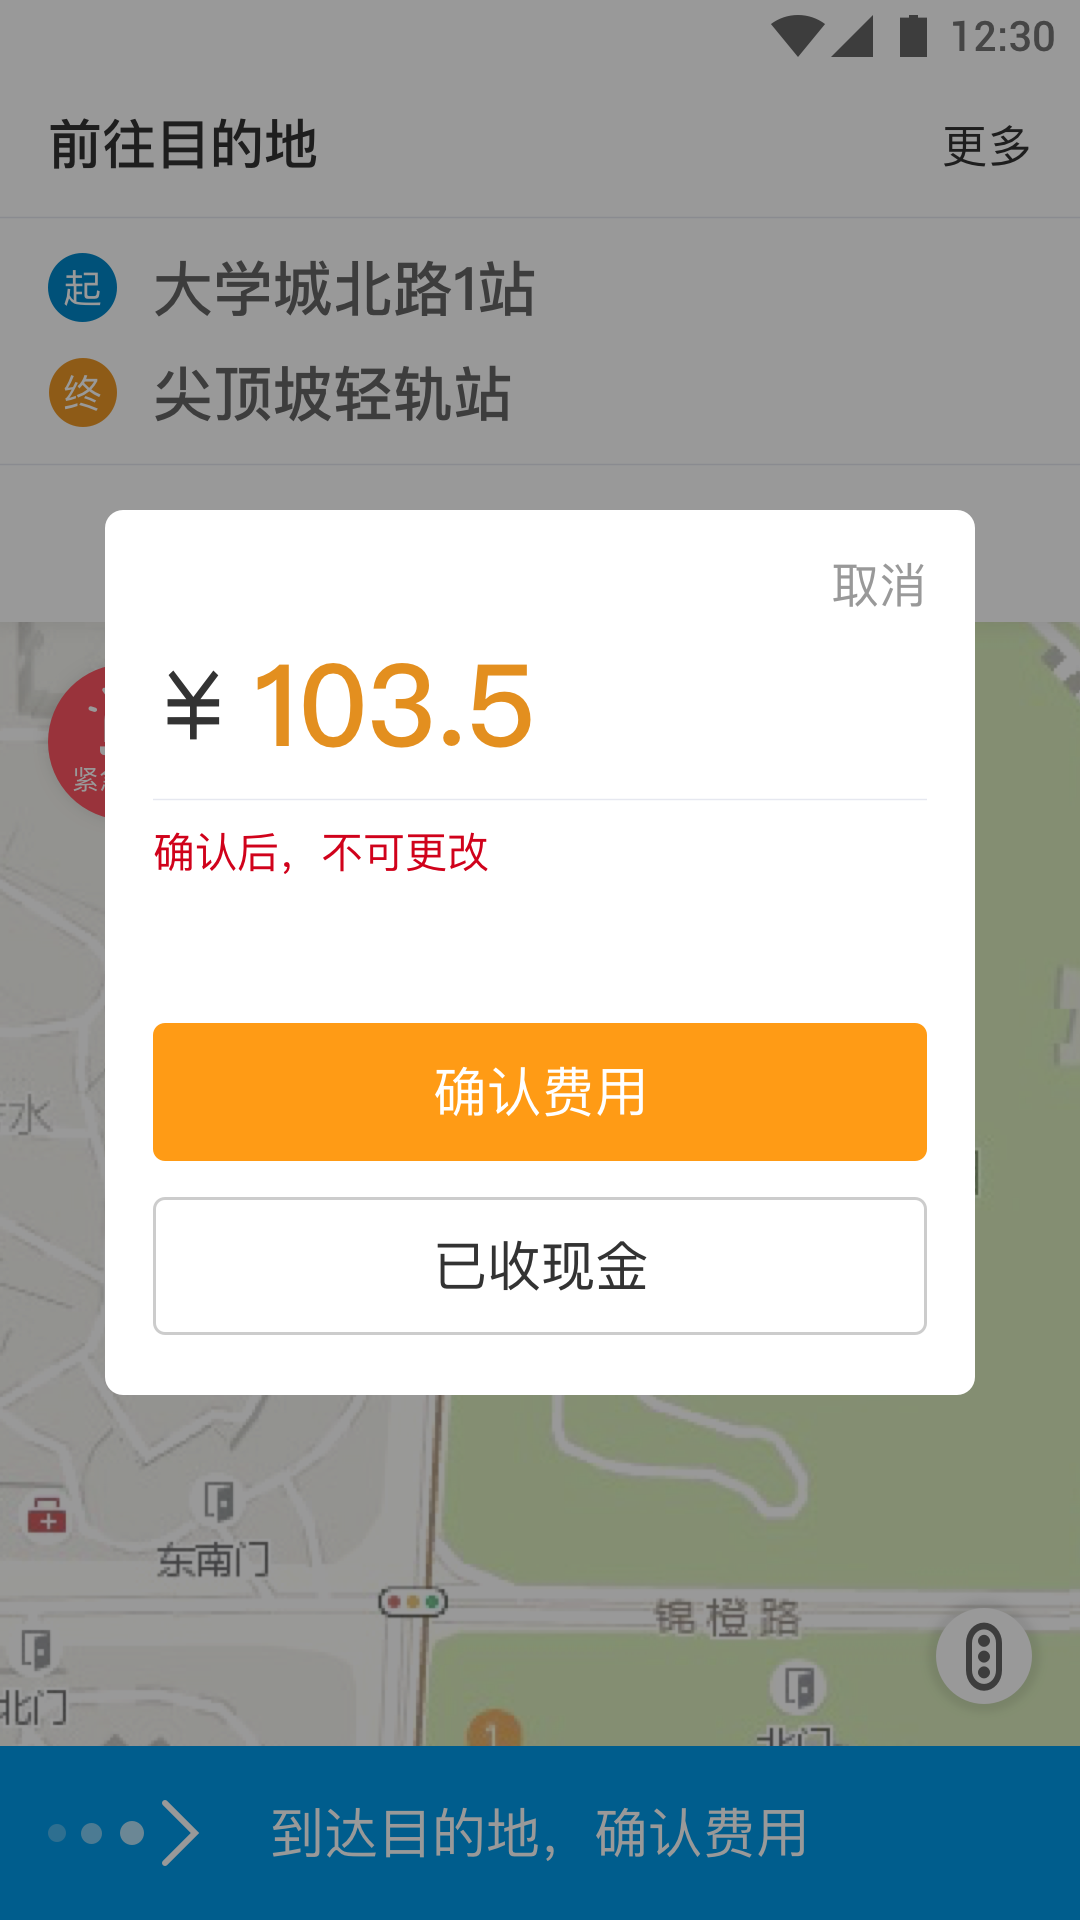 12:30
前往目的地
更多
起 大学城北路1站
终 尖顶坡轻轨站
取消
¥ 103.5
紧
确认后，不可更改
水
确认费用
已收现金
东南门
锦橙路
北门
北门
1
到达目的地，确认费用